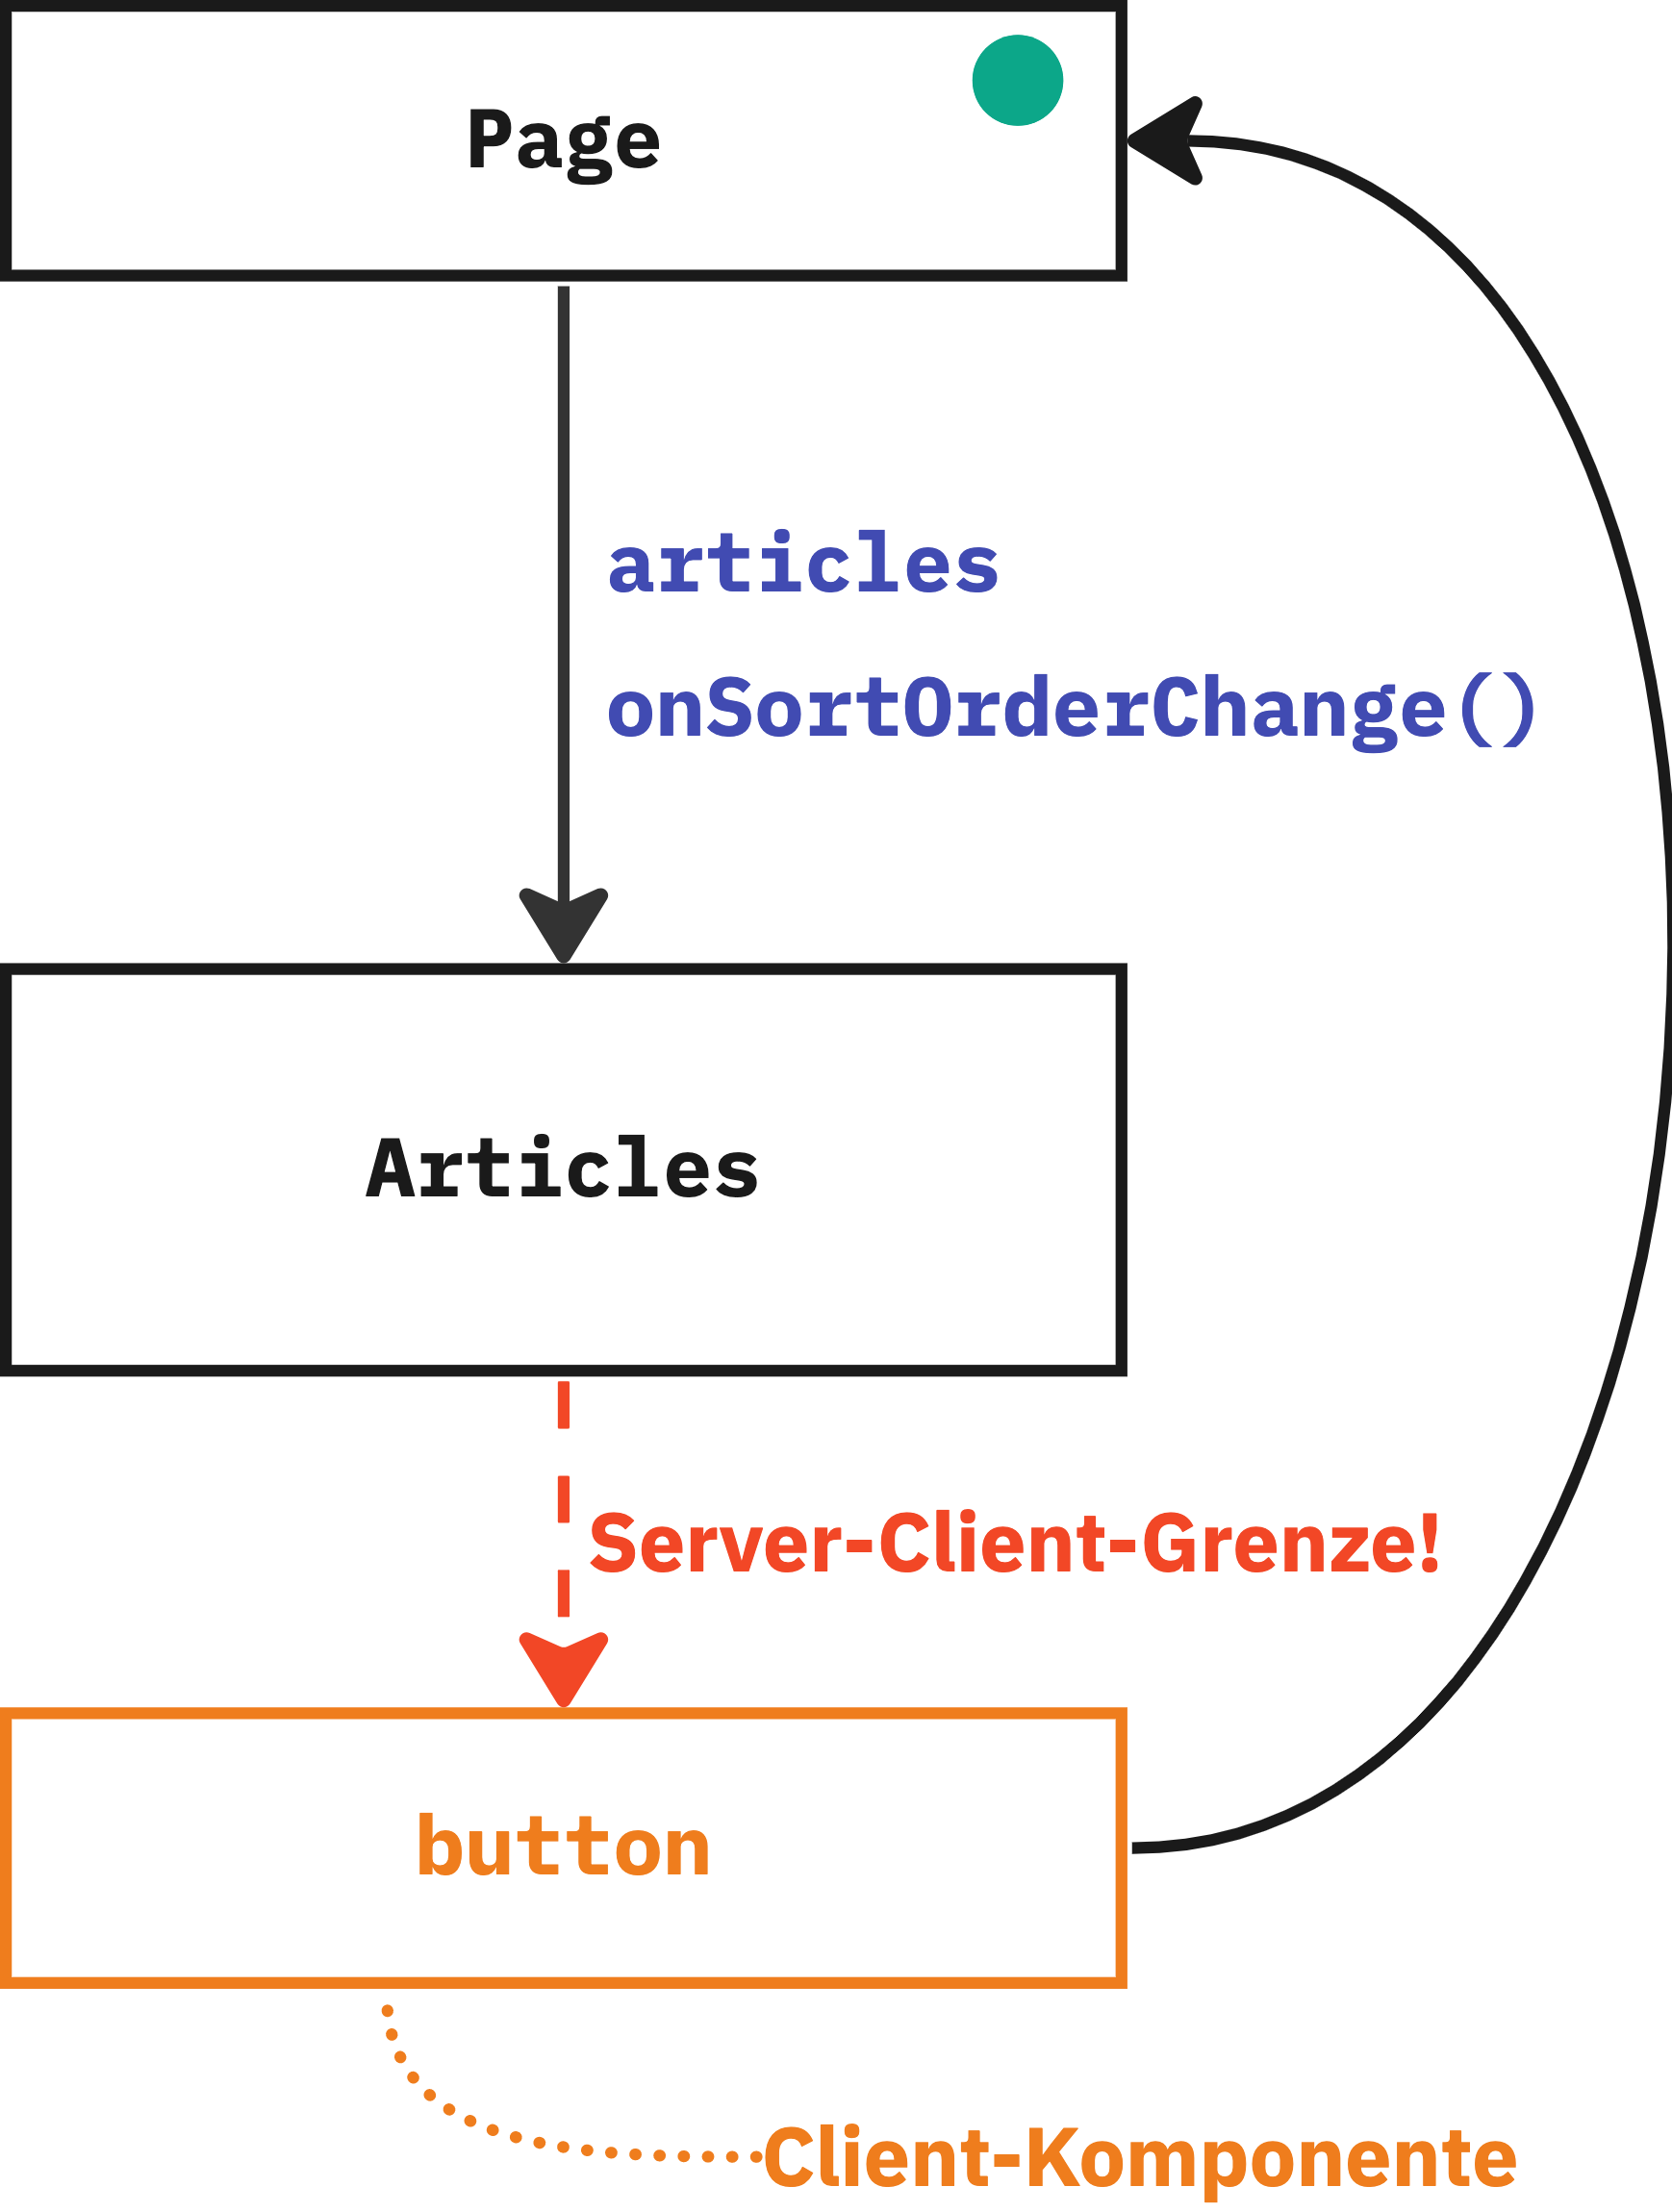 Page
articles
onSortOrderChange()
Articles
Server-Client-Grenze!
button
Client-Komponente